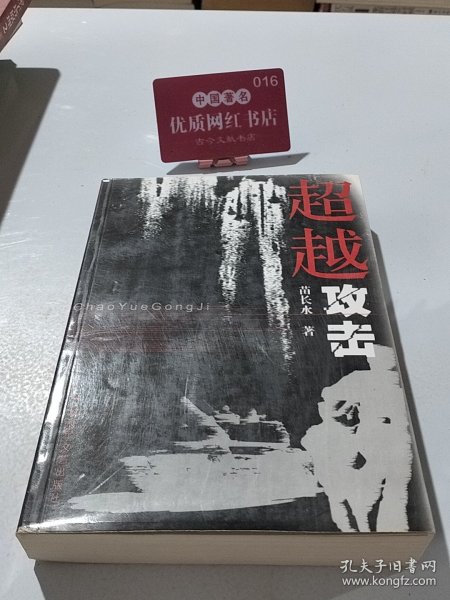 016
中国著名
优质网红书店
古今文献书店
超越
攻击
苗长水 著
ChaoYueGongJi
孔夫子旧书网
www.kongfz.com